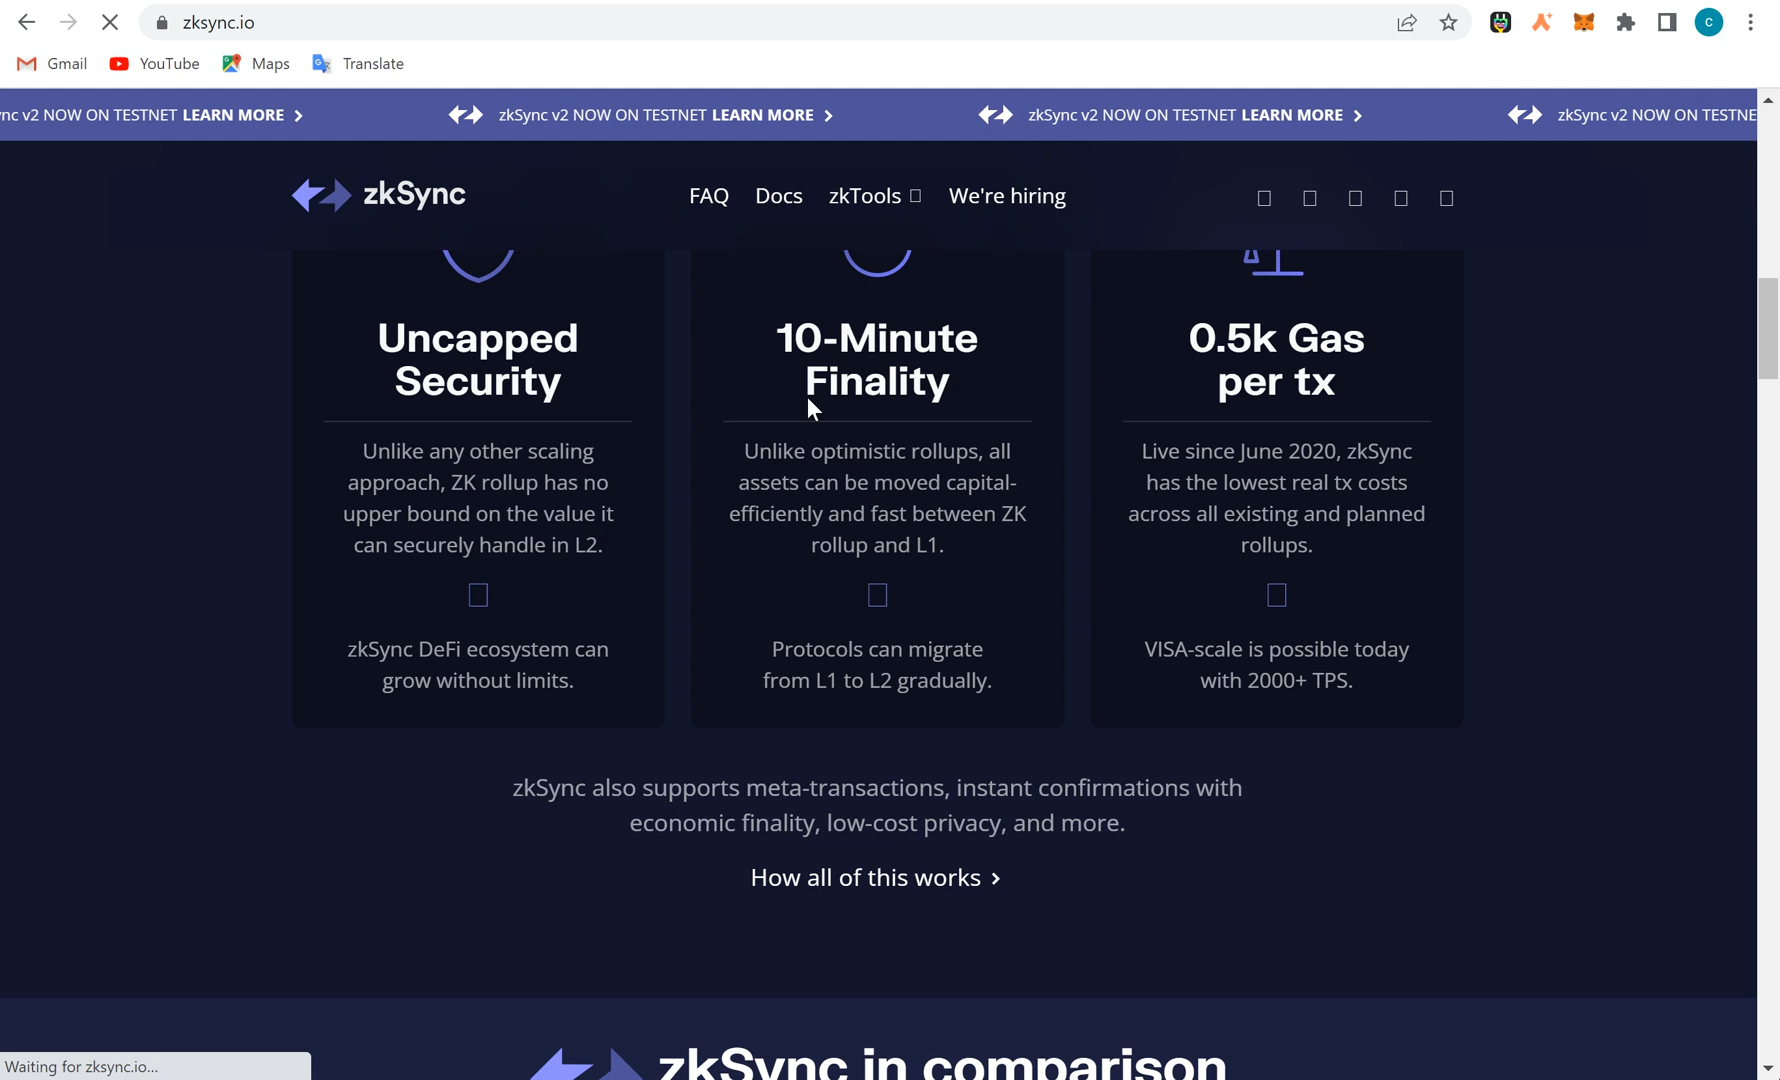 zksync.io
C
Gmail YouTube Maps Translate
nc v2 NOW ON TESTNET LEARN MORE > zkSync v2 NOW ON TESTNET LEARN MORE > zkSync v2 NOW ON TESTNET LEARN MORE > zkSync v2 NOW ON TESTNE
zkSync FAQ Docs zkTools We're hiring
Uncapped
Security
Unlike any other scaling
approach, ZK rollup has no
upper bound on the value it
can securely handle in L2.
zkSync DeFi ecosystem can
grow without limits.
10-Minute
Finality
Unlike optimistic rollups, all
assets can be moved capital-
efficiently and fast between ZK
rollup and L1.
Protocols can migrate
from L1 to L2 gradually.
0.5k Gas
per tx
Live since June 2020, zkSync
has the lowest real tx costs
across all existing and planned
rollups.
VISA-scale is possible today
with 2000+ TPS.
zkSync also supports meta-transactions, instant confirmations with
economic finality, low-cost privacy, and more.
How all of this works >
zkSync in comparison
Waiting for zksync.io...